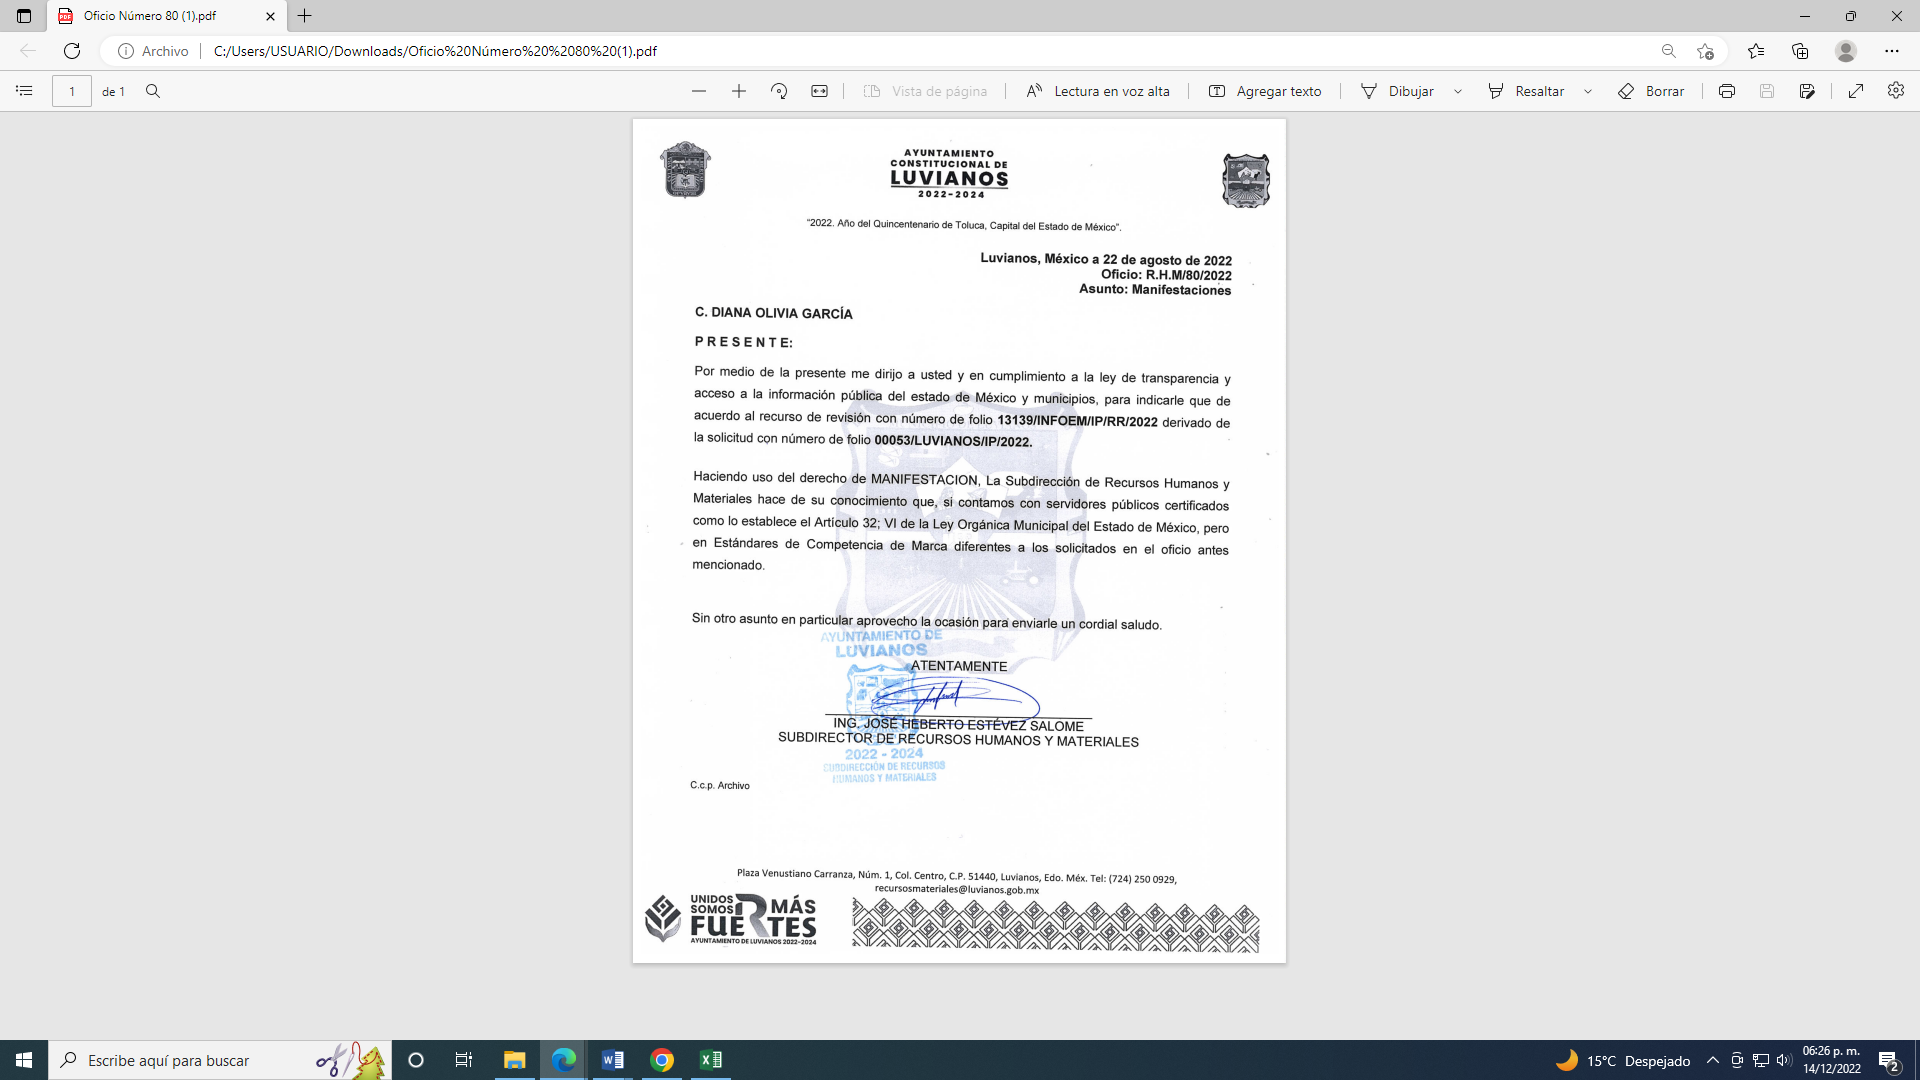 Oficio Número 80 (1).pdf
Archivo
C:/Users/USUARIO/Downloads/Oficio%20Número%20%2080%20(1).pdf
1
de 1
Vista de página
Lectura en voz alta
Agregar texto
Dibujar
Resaltar
Borrar
AYUNTAMIENTO
CONSTITUCIONAL DE
LUVIANOS
2022-2024
"2022. Año del Quincentenario de Toluca, Capital del Estado de México".
Luvianos, México a 22 de agosto de 2022
Oficio: R.H.M/80/2022
Asunto: Manifestaciones
C. DIANA OLIVIA GARCÍA
P R E S E N T E:
Por medio de la presente me dirijo a usted y en cumplimiento a la ley de transparencia y
acceso a la información pública del estado de México y municipios, para indicarle que de
acuerdo al recurso de revisión con número de folio 13139/INFOEM/IP/RR/2022 derivado de
la solicitud con número de folio 00053/LUVIANOS/IP/2022.
Haciendo uso del derecho de MANIFESTACION, La Subdirección de Recursos Humanos y
Materiales hace de su conocimiento que, si contamos con servidores públicos certificados
como lo establece el Artículo 32; VI de la Ley Orgánica Municipal del Estado de México, pero
en Estándares de Competencia de Marca diferentes a los solicitados en el oficio antes
mencionado.
Sin otro asunto en particular aprovecho la ocasión para enviarle un cordial saludo.
AYUNTAMIENTO DE
LUVIANOS
ATENTAMENTE
ING. JOSE HEBERTO ESTÉVEZ SALOME
SUBDIRECTOR DE RECURSOS HUMANOS Y MATERIALES
2022 - 2024
SUBDIRECCIÓN DE RECURSOS
HUMANOS Y MATERIALES
C.c.p. Archivo
Plaza Venustiano Carranza, Núm. 1, Col. Centro, C.P. 51440, Luvianos, Edo. Méx. Tel: (724) 250 0929,
recursosmateriales@luvianos.gob.mx
UNIDOS
SOMOS R MÁS
FUERTES
AYUNTAMIENTO DE LUVIANOS 2022-2024
Escribe aquí para buscar
15°C Despejado
06:26 p. m.
14/12/2022
2